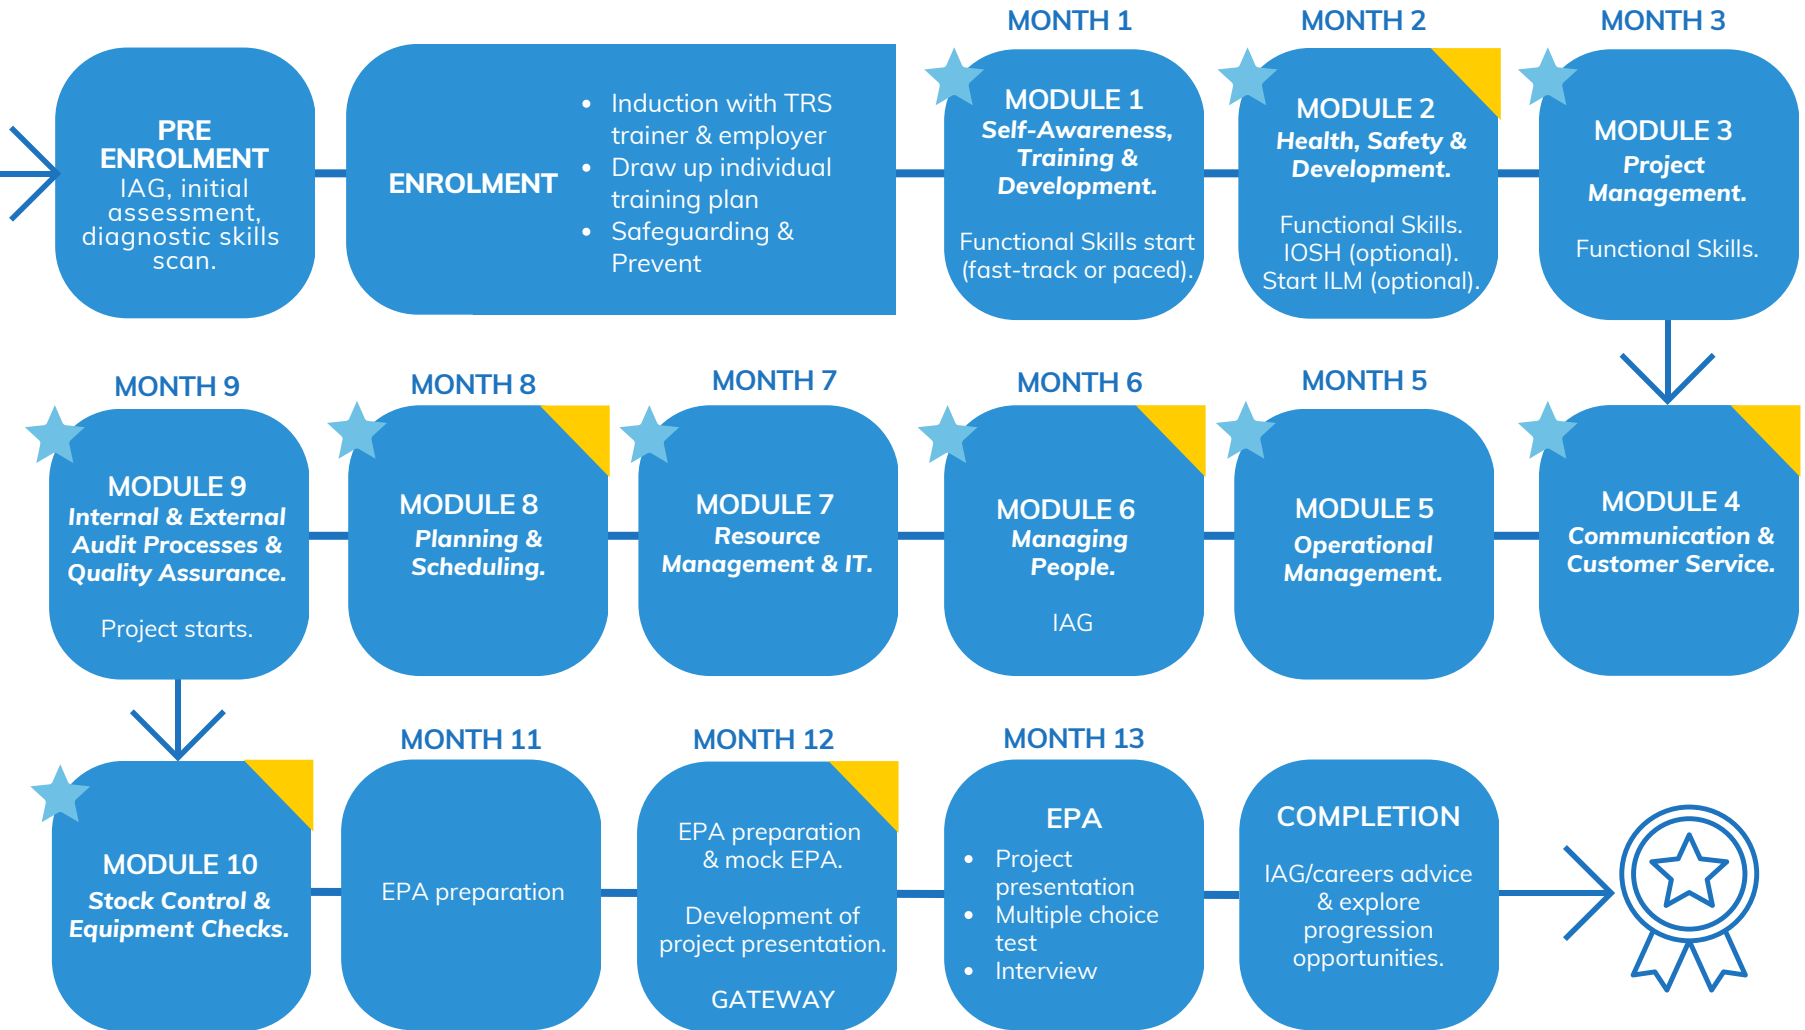 PRE
ENROLMENT
IAG, initial
assessment,
diagnostic skills
scan.
ENROLMENT
• Induction with TRS
trainer & employer
• Draw up individual
training plan
• Safeguarding &
Prevent
MONTH 1
MODULE 1
Self-Awareness,
Training &
Development.
Functional Skills start
(fast-track or paced).
MONTH 2
MODULE 2
Health, Safety &
Development.
Functional Skills.
IOSH (optional).
Start ILM (optional).
MONTH 3
MODULE 3
Project
Management.
Functional Skills.
MODULE 4
Communication &
Customer Service.
MONTH 5
MODULE 5
Operational
Management.
MONTH 6
MODULE 6
Managing
People.
IAG
MONTH 7
MODULE 7
Resource
Management & IT.
MONTH 8
MODULE 8
Planning &
Scheduling.
MONTH 9
MODULE 9
Internal & External
Audit Processes &
Quality Assurance.
Project starts.
MODULE 10
Stock Control &
Equipment Checks.
MONTH 11
EPA preparation
MONTH 12
EPA preparation
& mock EPA.
Development of
project presentation.
GATEWAY
MONTH 13
EPA
• Project
presentation
• Multiple choice
test
• Interview
COMPLETION
IAG/careers advice
& explore
progression
opportunities.